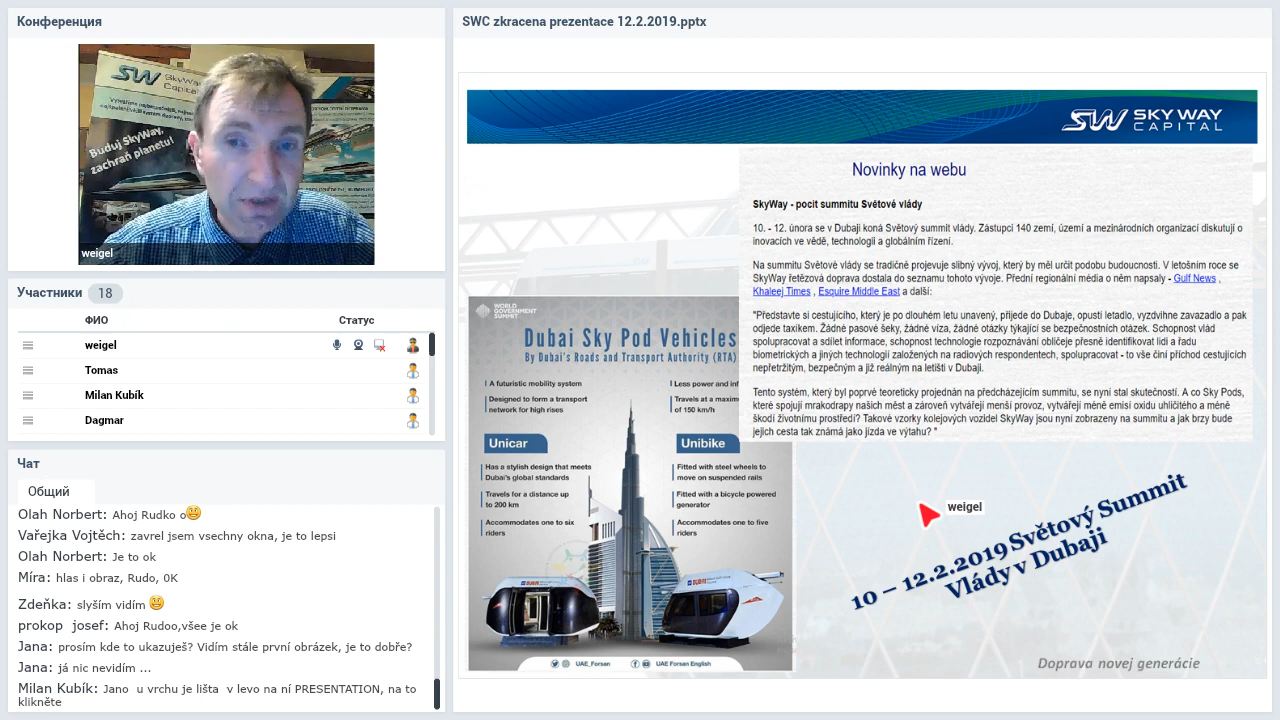 Конференция
SW SkyWay
Capital
Buduj SkyWay,
zachraň planetu!
weigel
Участники 18
ФИО Статус
weigel
Tomas
Milan Kubík
Dagmar
Чат
Общий
Olah Norbert: Ahoj Rudko o
Vařejka Vojtěch: zavrel jsem vsechny okna, je to lepsi
Olah Norbert: Je to ok
Míra: hlas i obraz, Rudo, 0K
Zdeňka: slyším vidím
prokop josef: Ahoj Rudoo,všee je ok
Jana: prosím kde to ukazuješ? Vidím stále první obrázek, je to dobře?
Jana: já nic nevidím ...
Milan Kubík: Jano u vrchu je lišta v levo na ní PRESENTATION, na to
klikněte
SWC zkracena prezentace 12.2.2019.pptx
SW SKY WAY
CAPITAL
Novinky na webu
SkyWay - pocit summitu Světové vlády
10. - 12. února se v Dubaji koná Světový summit vlády. Zástupci 140 zemí, území a mezinárodních organizací diskutují o
inovacích ve vědě, technologii a globálním řízení.
Na summitu Světové vlády se tradičně projevuje slibný vývoj, který by měl určit podobu budoucnosti. V letošním roce se
SkyWay řetězová doprava dostala do seznamu tohoto vývoje. Přední regionální média o něm napsaly - Gulf News ,
Khaleej Times , Esquire Middle East a další:
"Představte si cestujícího, který je po dlouhém letu unavený, přijede do Dubaje, opustí letadlo, vyzdvihne zavazadlo a pak
odjede taxíkem. Žádné pasové šeky, žádné víza, žádné otázky týkající se bezpečnostních otázek. Schopnost vlád
spolupracovat a sdílet informace, schopnost technologie rozpoznávání obličeje přesně identifikovat lidi a řadu
biometrických a jiných technologií založených na radiových respondentech, spolupracovat - to vše činí příchod cestujících
nepřetržitým, bezpečným a již reálným na letišti v Dubaji.
Tento systém, který byl poprvé teoreticky projednán na předcházejícím summitu, se nyní stal skutečností. A co Sky Pods,
které spojují mrakodrapy našich měst a zároveň vytvářejí menší provoz, vytvářejí méně emisí oxidu uhličitého a méně
škodí životnímu prostředí? Takové vzorky kolejových vozidel SkyWay jsou nyní zobrazeny na summitu a jak brzy bude
jejich cesta tak známá jako jízda ve výtahu? "
WORLD
GOVERNMENT
SUMMIT
Dubai Sky Pod Vehicles
By Dubai's Roads and Transport Authority (RTA)
A futuristic mobility system
Designed to form a transport
network for high rises
Less power and inf
Travels at a maximu
of 150 km/h
Unicar
Has a stylish design that meets
Dubai's global standards
Travels for a distance up
to 200 km
Accommodates one to six
riders
Unibike
Fitted with steel wheels to
move on suspended rails
Fitted with a bicycle powered
generator
Accommodates one to five
riders
UAE_Forsan UAE Forsan English
weigel
10 – 12.2.2019 Světový Summit
Vlády v Dubaji
Doprava novej generácie